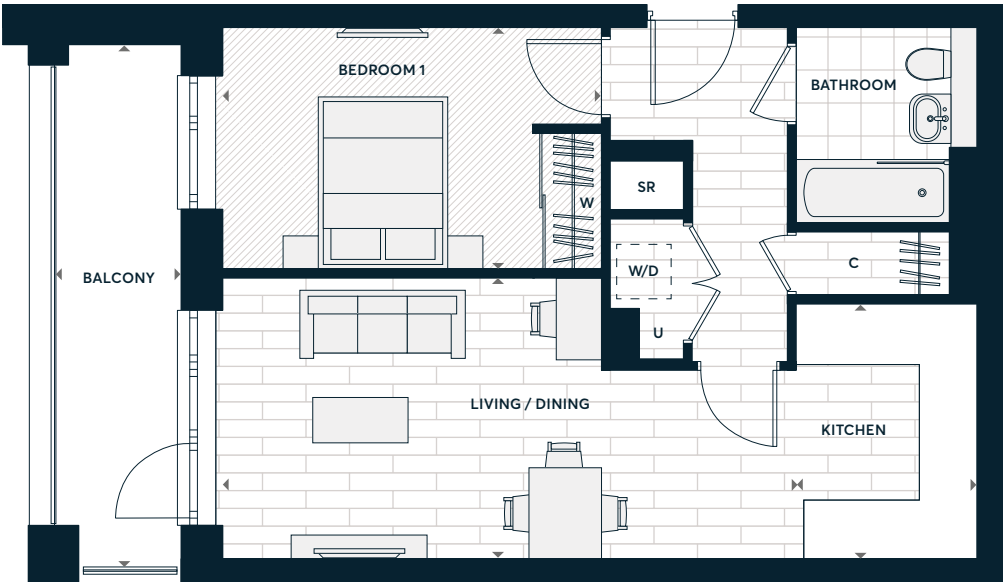 BEDROOM 1
BATHROOM
SR
W
W/D
C
BALCONY
U
LIVING / DINING
KITCHEN